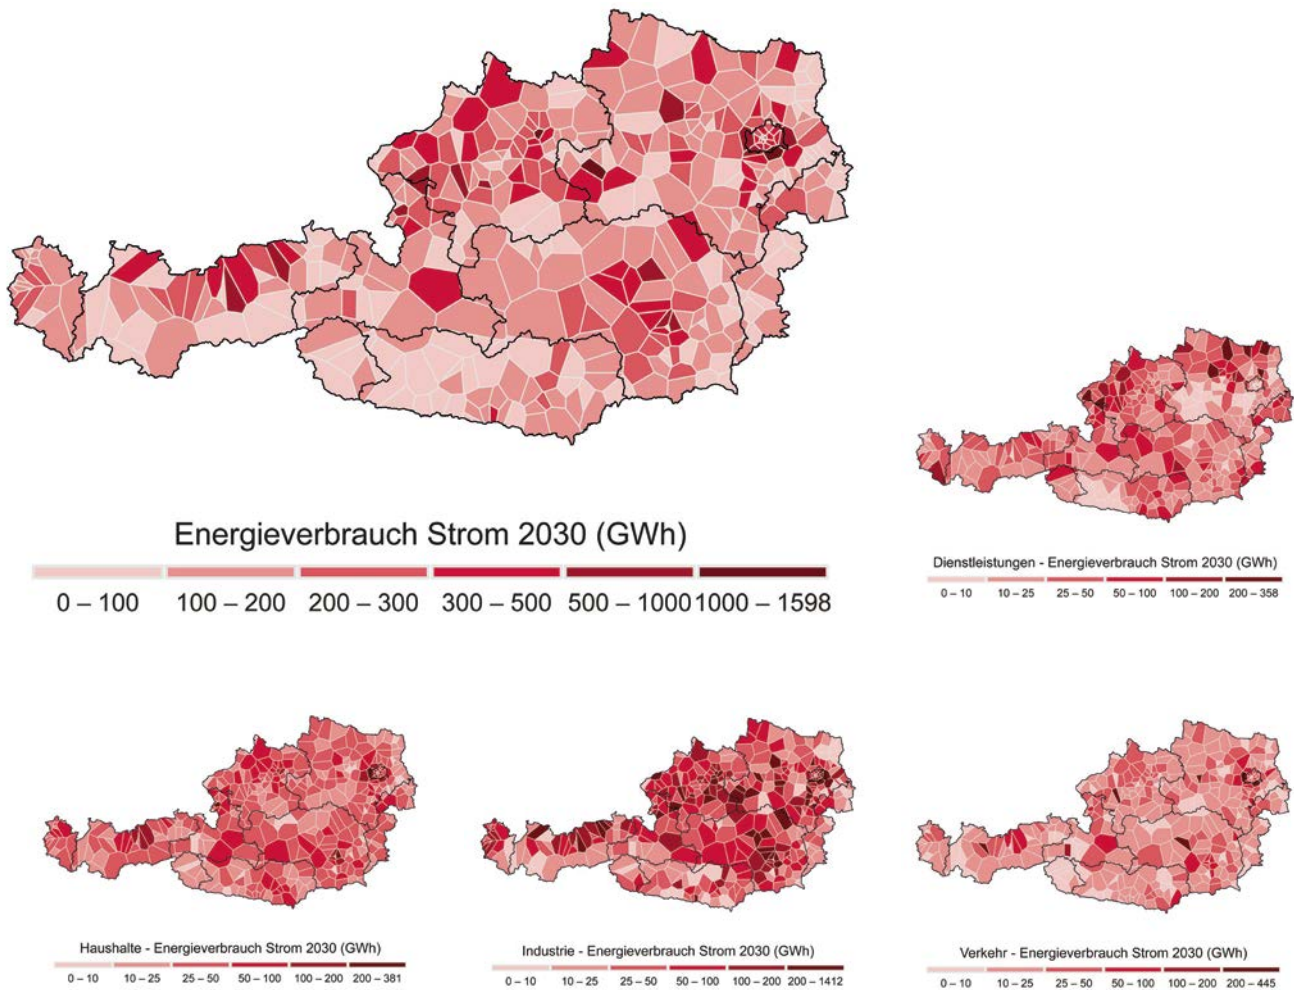 Energieverbrauch Strom 2030 (GWh)
0 – 100 100 – 200 200 – 300 300 – 500 500 – 1000 1000 – 1598
Dienstleistungen - Energieverbrauch Strom 2030 (GWh)
0 – 10 10 – 25 25 – 50 50 – 100 100 – 200 200 – 358
Haushalte - Energieverbrauch Strom 2030 (GWh)
0 – 10 10 – 25 25 – 50 50 – 100 100 – 200 200 – 381
Industrie - Energieverbrauch Strom 2030 (GWh)
0 – 10 10 – 25 25 – 50 50 – 100 100 – 200 200 – 1412
Verkehr - Energieverbrauch Strom 2030 (GWh)
0 – 10 10 – 25 25 – 50 50 – 100 100 – 200 200 – 445